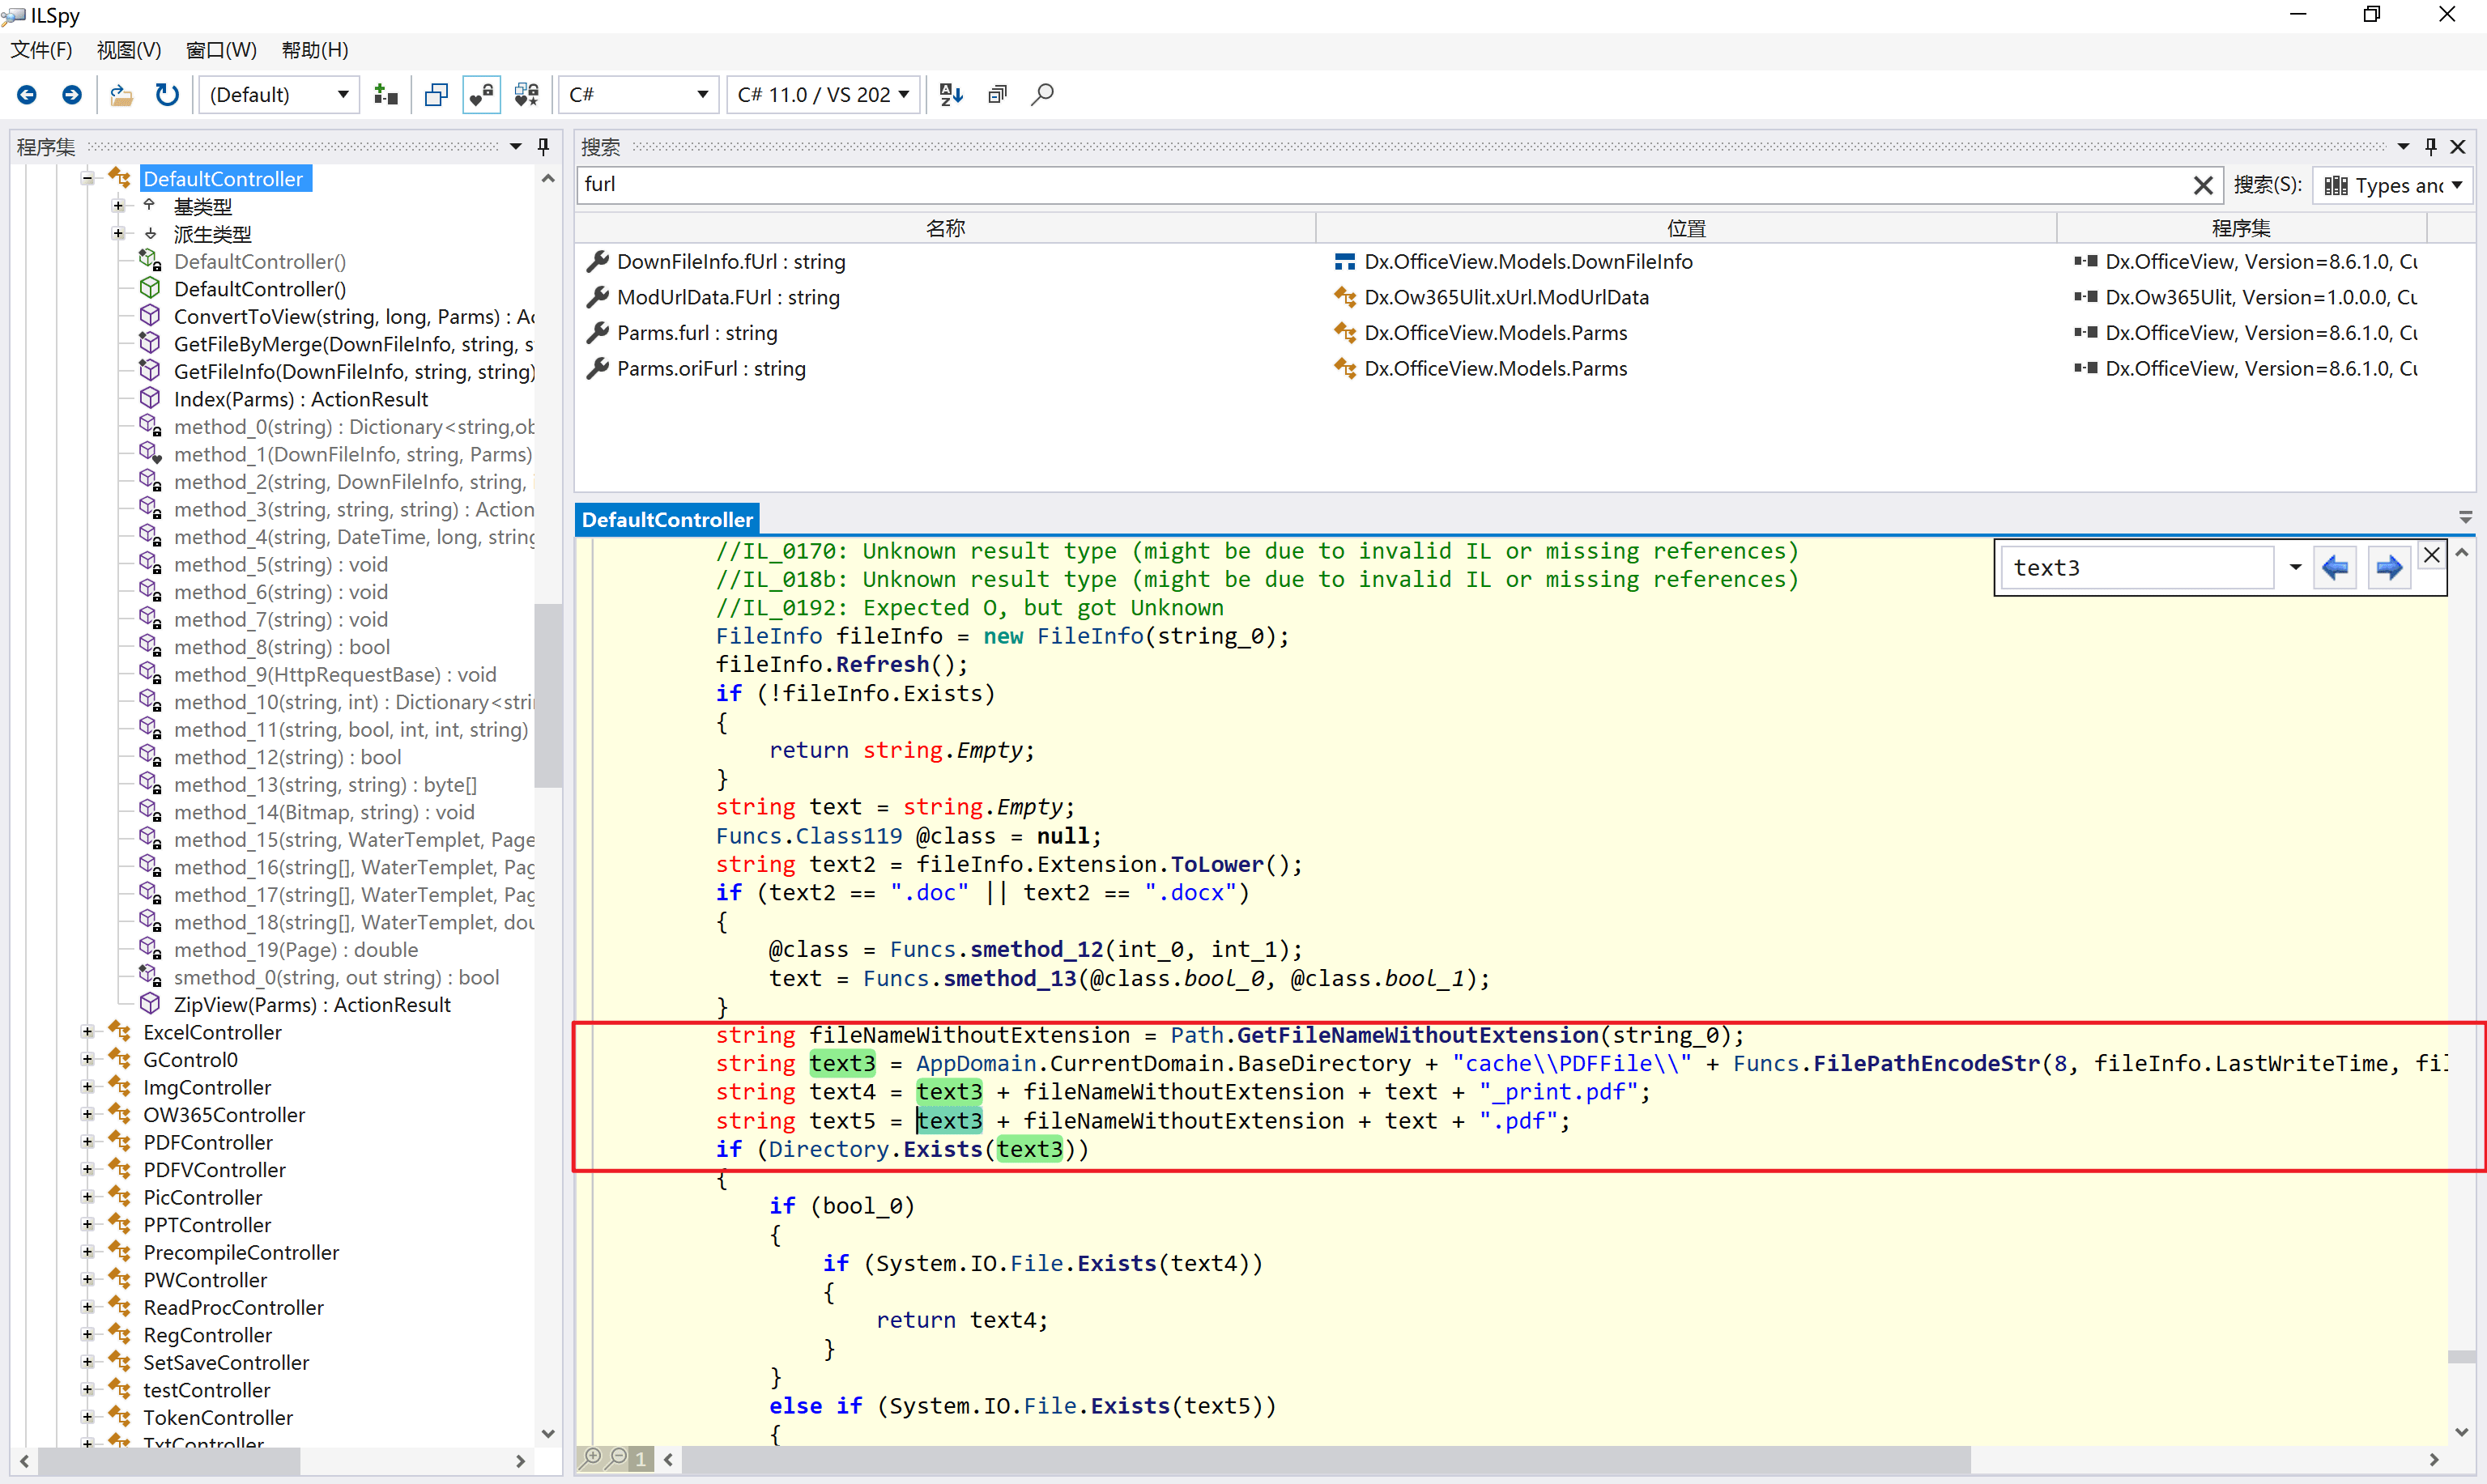 ILSpy
文件(F) 视图(V) 窗口(W) 帮助(H)
(Default) C# C# 11.0 / VS 202
程序集
DefaultController
基类型
派生类型
DefaultController()
DefaultController()
ConvertToView(string, long, Parms) : Ac
GetFileByMerge(DownFileInfo, string, s
GetFileInfo(DownFileInfo, string, string)
Index(Parms) : ActionResult
method_0(string) : Dictionary<string,ob
method_1(DownFileInfo, string, Parms)
method_2(string, DownFileInfo, string, i
method_3(string, string, string) : Action
method_4(string, DateTime, long, string
method_5(string) : void
method_6(string) : void
method_7(string) : void
method_8(string) : bool
method_9(HttpRequestBase) : void
method_10(string, int) : Dictionary<stri
method_11(string, bool, int, int, string)
method_12(string) : bool
method_13(string, string) : byte[]
method_14(Bitmap, string) : void
method_15(string, WaterTemplet, Page
method_16(string[], WaterTemplet, Pag
method_17(string[], WaterTemplet, Pag
method_18(string[], WaterTemplet, dou
method_19(Page) : double
smethod_0(string, out string) : bool
ZipView(Parms) : ActionResult
ExcelController
GControl0
ImgController
OW365Controller
PDFController
PDFVController
PicController
PPTController
PrecompileController
PWController
ReadProcController
RegController
SetSaveController
testController
TokenController
TxtController
搜索
furl 搜索(S): Types and
名称 位置 程序集
DownFileInfo.fUrl : string Dx.OfficeView.Models.DownFileInfo Dx.OfficeView, Version=8.6.1.0, Cu
ModUrlData.FUrl : string Dx.Ow365Ulit.xUrl.ModUrlData Dx.Ow365Ulit, Version=1.0.0.0, Cu
Parms.furl : string Dx.OfficeView.Models.Parms Dx.OfficeView, Version=8.6.1.0, Cu
Parms.oriFurl : string Dx.OfficeView.Models.Parms Dx.OfficeView, Version=8.6.1.0, Cu
DefaultController
text3
//IL_0170: Unknown result type (might be due to invalid IL or missing references)
//IL_018b: Unknown result type (might be due to invalid IL or missing references)
//IL_0192: Expected O, but got Unknown
FileInfo fileInfo = new FileInfo(string_0);
fileInfo.Refresh();
if (!fileInfo.Exists)
{
return string.Empty;
}
string text = string.Empty;
Funcs.Class119 @class = null;
string text2 = fileInfo.Extension.ToLower();
if (text2 == ".doc" || text2 == ".docx")
{
@class = Funcs.smethod_12(int_0, int_1);
text = Funcs.smethod_13(@class.bool_0, @class.bool_1);
}
string fileNameWithoutExtension = Path.GetFileNameWithoutExtension(string_0);
string text3 = AppDomain.CurrentDomain.BaseDirectory + "cache\\PDFFile\\" + Funcs.FilePathEncodeStr(8, fileInfo.LastWriteTime, fil
string text4 = text3 + fileNameWithoutExtension + text + "_print.pdf";
string text5 = text3 + fileNameWithoutExtension + text + ".pdf";
if (Directory.Exists(text3))
{
if (bool_0)
{
if (System.IO.File.Exists(text4))
{
return text4;
}
}
else if (System.IO.File.Exists(text5))
{
1